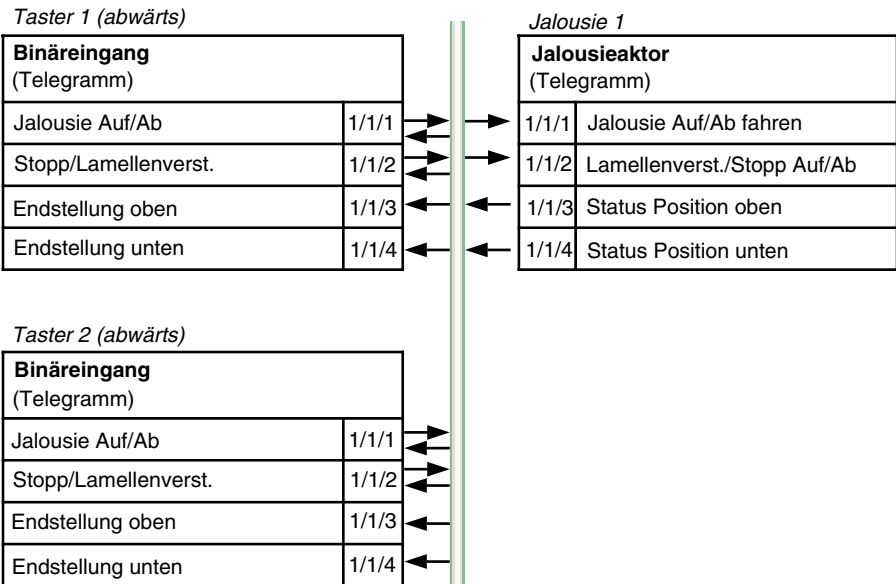 Taster 1 (abwärts)
Binäreingang
(Telegramm)
Jalousie Auf/Ab 1/1/1
Stopp/Lamellenverst. 1/1/2
Endstellung oben 1/1/3
Endstellung unten 1/1/4
Jalousie 1
Jalousieaktor
(Telegramm)
1/1/1 Jalousie Auf/Ab fahren
1/1/2 Lamellenverst./Stopp Auf/Ab
1/1/3 Status Position oben
1/1/4 Status Position unten
Taster 2 (abwärts)
Binäreingang
(Telegramm)
Jalousie Auf/Ab 1/1/1
Stopp/Lamellenverst. 1/1/2
Endstellung oben 1/1/3
Endstellung unten 1/1/4